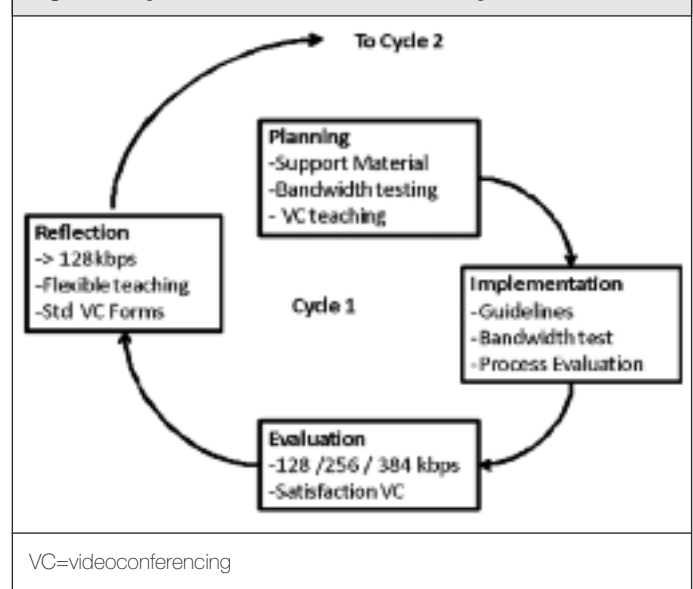 To Cycle 2
Planning
-Support Material
-Bandwidth testing
- VC teaching
Reflection
-> 128kbps
-Flexible teaching
-Std VC Forms
Cycle 1
Implementation
-Guidelines
-Bandwidth test
-Process Evaluation
Evaluation
-128 /256 / 384 kbps
-Satisfaction VC
VC=videoconferencing